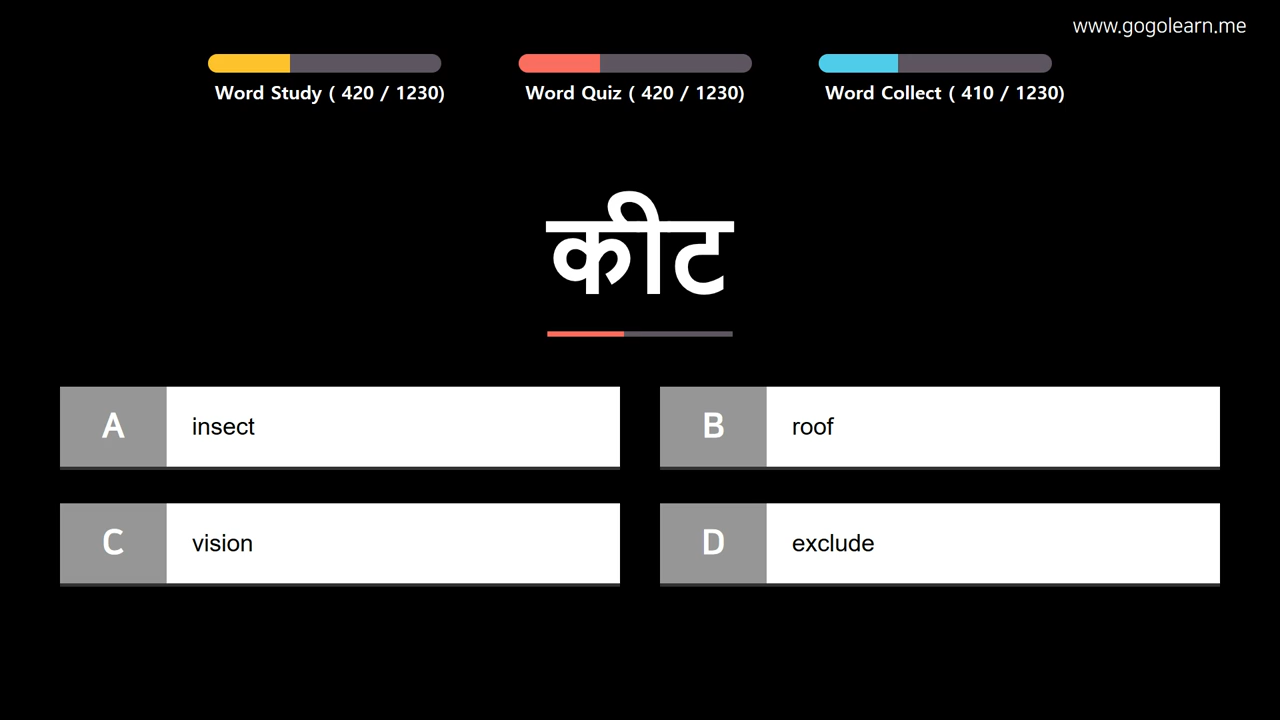 www.gogolearn.me
Word Study ( 420 / 1230)
Word Quiz ( 420 / 1230)
Word Collect ( 410 / 1230)
कीट
A insect
B roof
C vision
D exclude